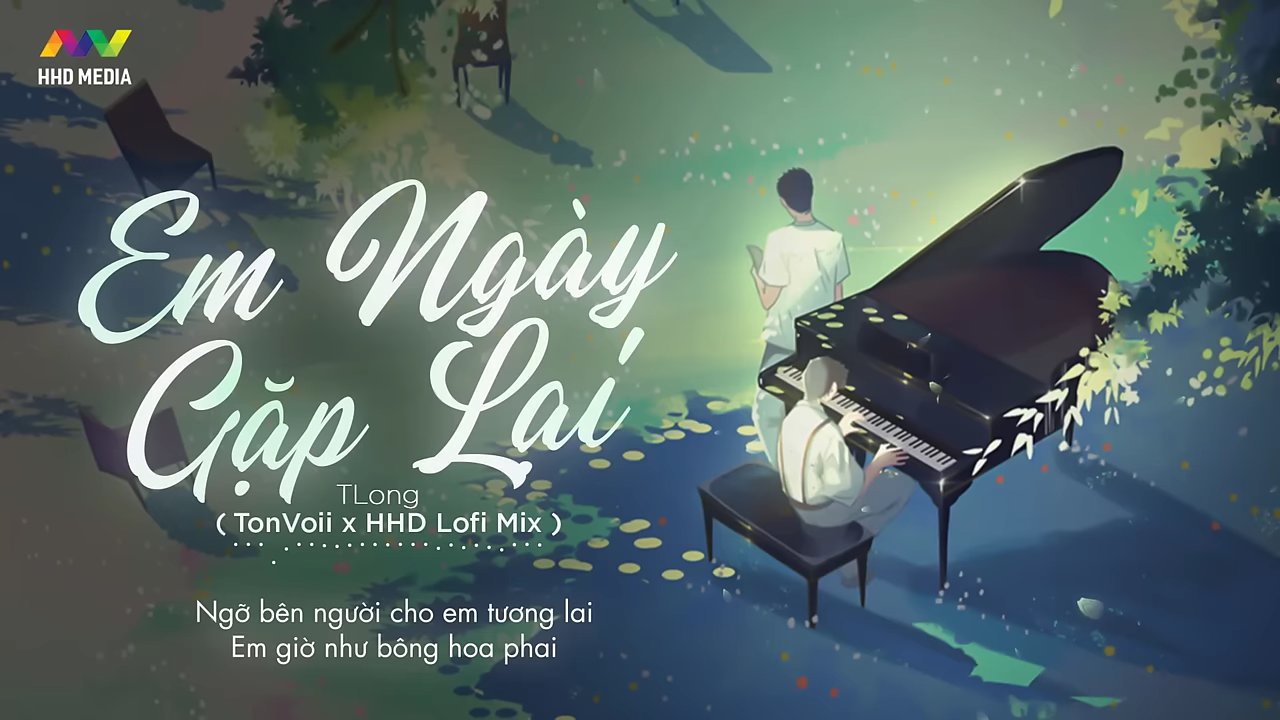 HHD MEDIA
Em Ngày
Gặp Lai
TLong
( TonVoii x HHD Lofi Mix )
Ngỡ bên người cho em tương lai
Em giờ như bông hoa phai